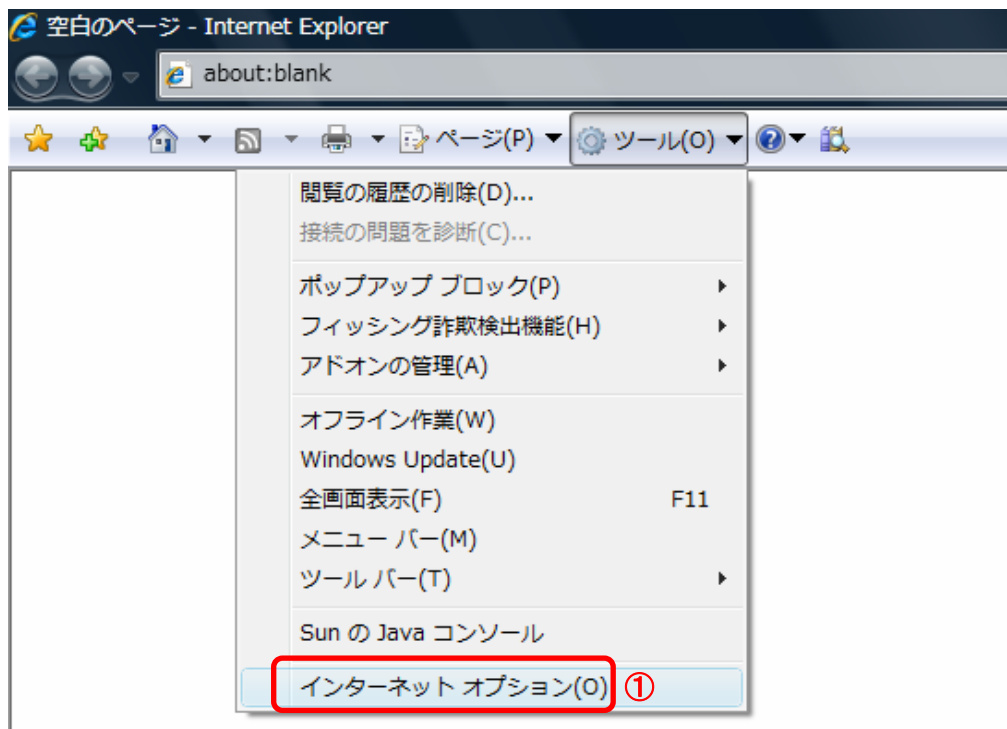 空白のページ - Internet Explorer
about:blank
ページ(P) ツール(O)
閲覧の履歴の削除(D)...
接続の問題を診断(C)...
ポップアップ ブロック(P)
フィッシング詐欺検出機能(H)
アドオンの管理(A)
オフライン作業(W)
Windows Update(U)
全画面表示(F) F11
メニュー バー(M)
ツール バー(T)
Sun の Java コンソール
インターネット オプション(O) ①